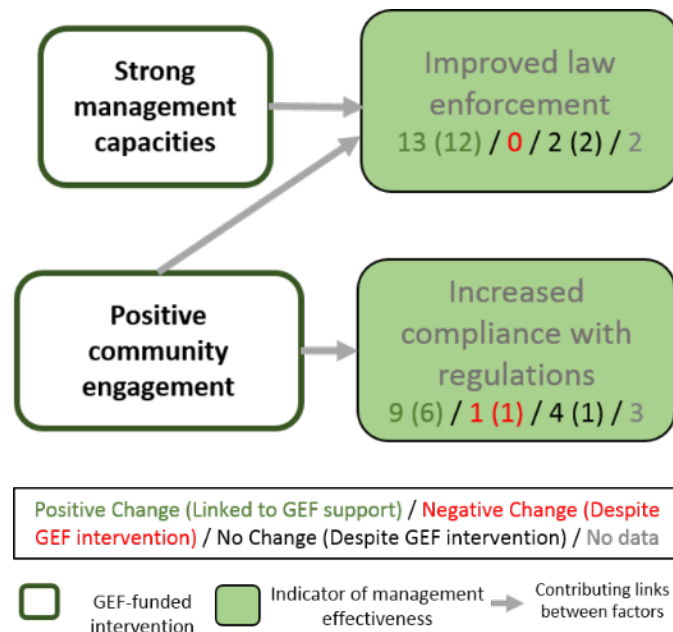 Strong
management
capacities
Improved law
enforcement
13 (12) / 0 / 2 (2) / 2
Positive
community
engagement
Increased
compliance with
regulations
9 (6) / 1 (1) / 4 (1) / 3
Positive Change (Linked to GEF support) / Negative Change (Despite
GEF intervention) / No Change (Despite GEF intervention) / No data
GEF-funded
intervention
Indicator of management
effectiveness
Contributing links
between factors